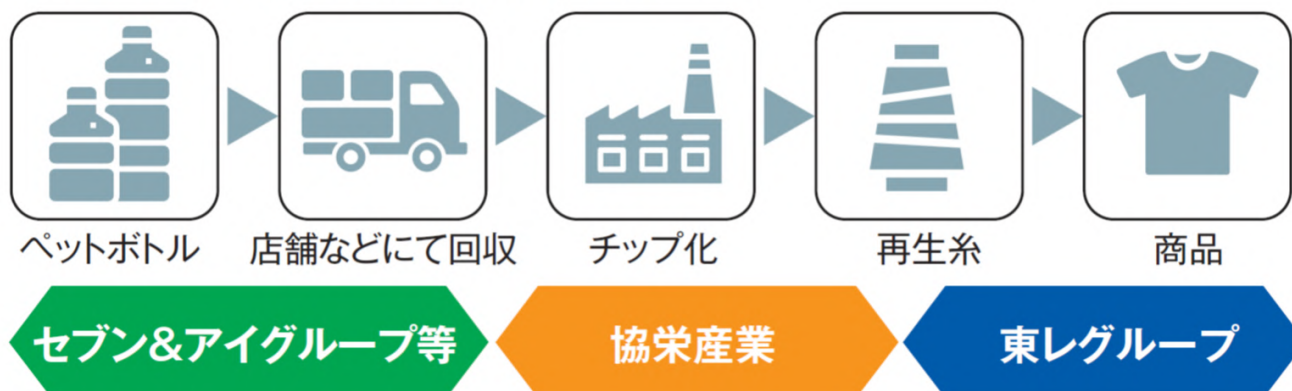 ペットボトル
店舗などにて回収
チップ化
再生糸
商品
セブン&アイグループ等
協栄産業
東レグループ